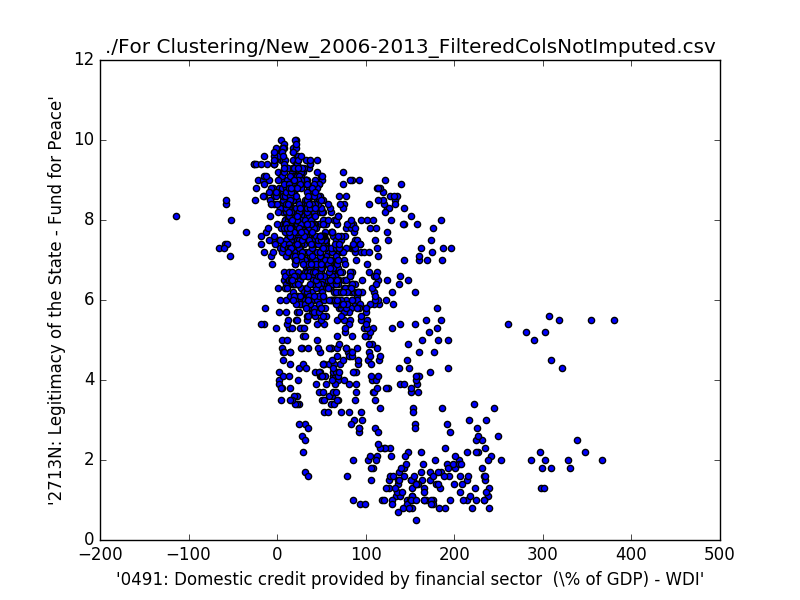 ./For Clustering/New_2006-2013_FilteredColsNotImputed.csv
12
10
8
6
4
2
0
'2713N: Legitimacy of the State - Fund for Peace'
−200 −100 0 100 200 300 400 500
'0491: Domestic credit provided by financial sector  (\% of GDP) - WDI'